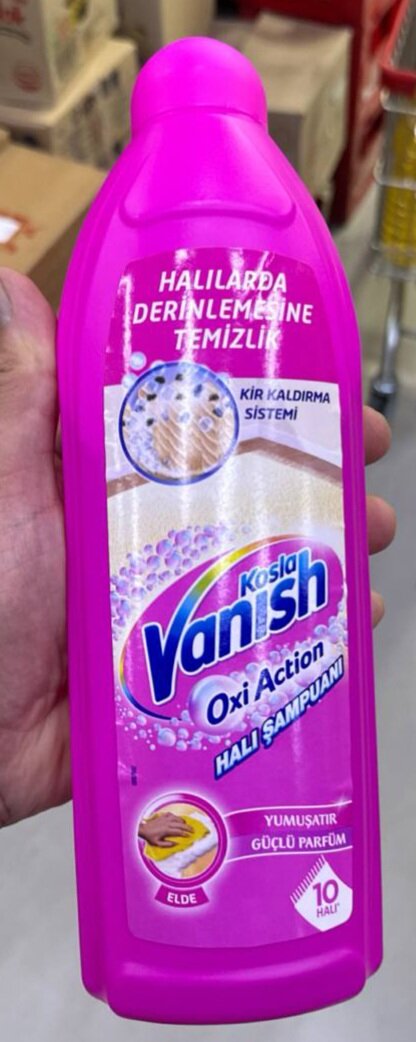 HALILARDA
DERİNLEMESİNE
TEMİZLİK
KİR KALDIRMA
SİSTEMİ
Kosla
Vanish
Oxi Action
HALI ŞAMPUANI
YUMUŞATIR
GÜÇLÜ PARFÜM
ELDE
10
HALI*